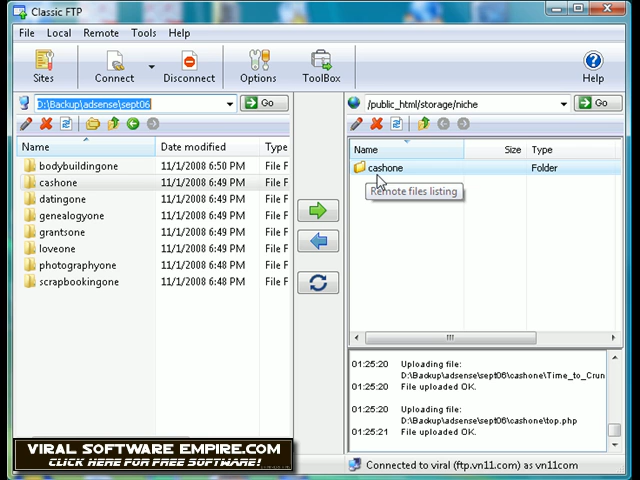 Classic FTP
File Local Remote Tools Help
Sites Connect Disconnect Options ToolBox Help
D:\Backup\adsense\sept06 Go
/public_html/storage/niche Go
Name Date modified Type
bodybuildingone 11/1/2008 6:50 PM File F
cashone 11/1/2008 6:49 PM File F
datingone 11/1/2008 6:49 PM File F
genealogyone 11/1/2008 6:49 PM File F
grantsone 11/1/2008 6:49 PM File F
loveone 11/1/2008 6:49 PM File F
photographyone 11/1/2008 6:48 PM File F
scrapbookingone 11/1/2008 6:48 PM File F
Name Size Type
cashone Folder
Remote files listing
01:25:20 Uploading file:
D:\Backup\adsense\sept06\cashone\Time_to_Crun
01:25:20 File uploaded OK.
01:25:20 Uploading file:
D:\Backup\adsense\sept06\cashone\top.php
01:25:21 File uploaded OK.
VIRAL SOFTWARE EMPIRE.COM
CLICK HERE FOR FREE SOFTWARE!
Connected to viral (ftp.vn11.com) as vn11com